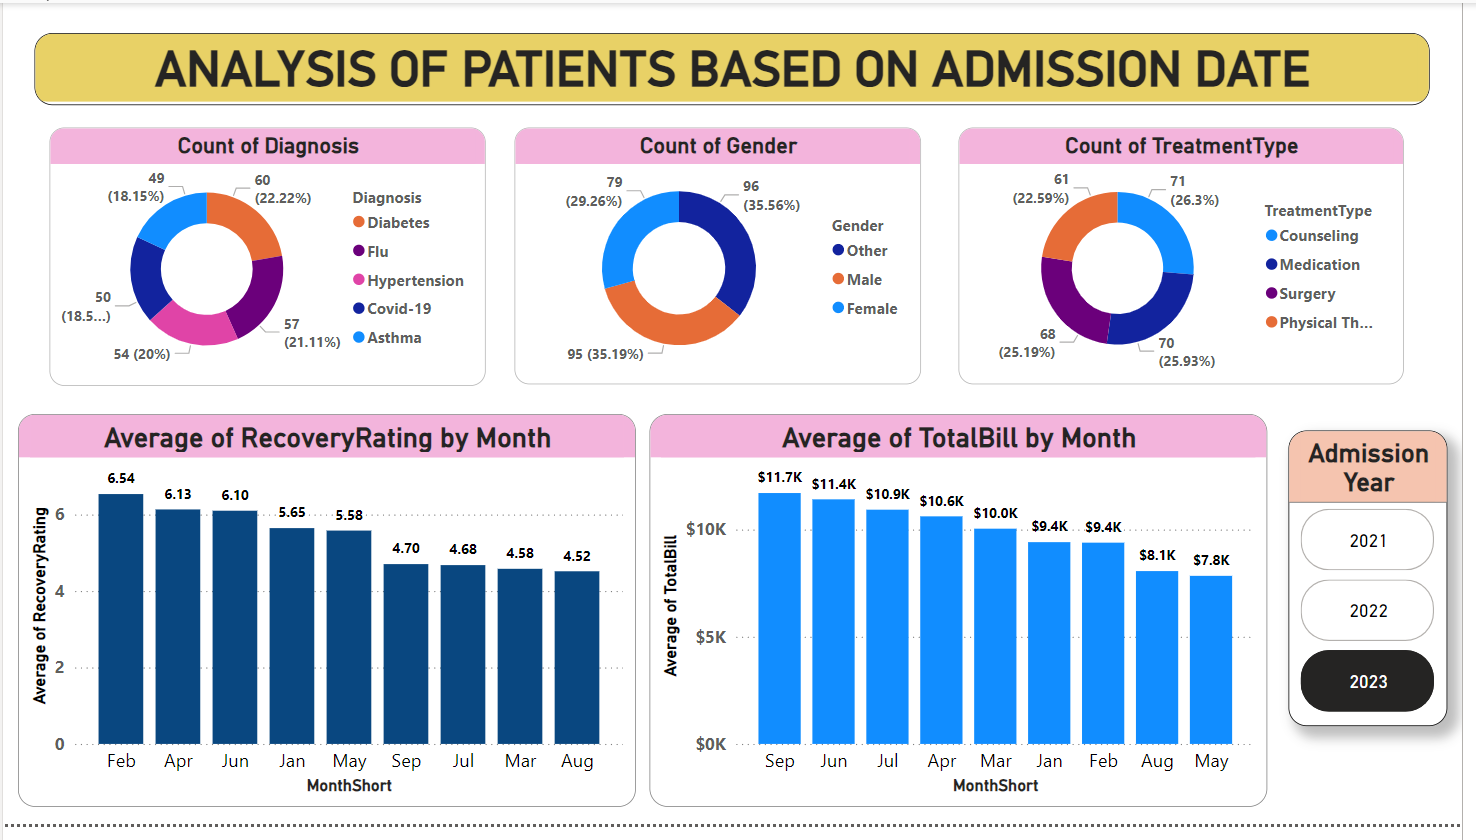 ANALYSIS OF PATIENTS BASED ON ADMISSION DATE
Count of Diagnosis
49
(18.15%)
60
(22.22%)
50
(18.5...)
57
(21.11%)
54 (20%)
Diagnosis
Diabetes
Flu
Hypertension
Covid-19
Asthma
Count of Gender
79
(29.26%)
96
(35.56%)
95 (35.19%)
Gender
Other
Male
Female
Count of TreatmentType
61
(22.59%)
71
(26.3%)
68
(25.19%)
70
(25.93%)
TreatmentType
Counseling
Medication
Surgery
Physical Th...
Average of RecoveryRating by Month
Average of RecoveryRating
6
4
2
0
6.54
6.13
6.10
5.65
5.58
4.70
4.68
4.58
4.52
Feb Apr Jun Jan May Sep Jul Mar Aug
MonthShort
Average of TotalBill by Month
Average of TotalBill
$10K
$5K
$0K
$11.7K
$11.4K
$10.9K
$10.6K
$10.0K
$9.4K
$9.4K
$8.1K
$7.8K
Sep Jun Jul Apr Mar Jan Feb Aug May
MonthShort
Admission
Year
2021
2022
2023